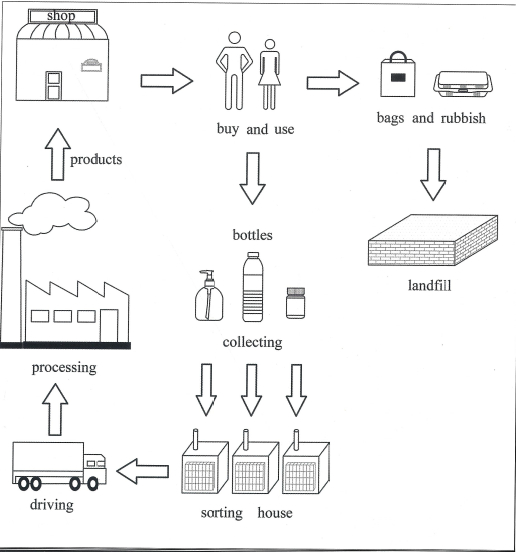 shop
buy and use
bags and rubbish
products
bottles
landfill
collecting
processing
driving
sorting house